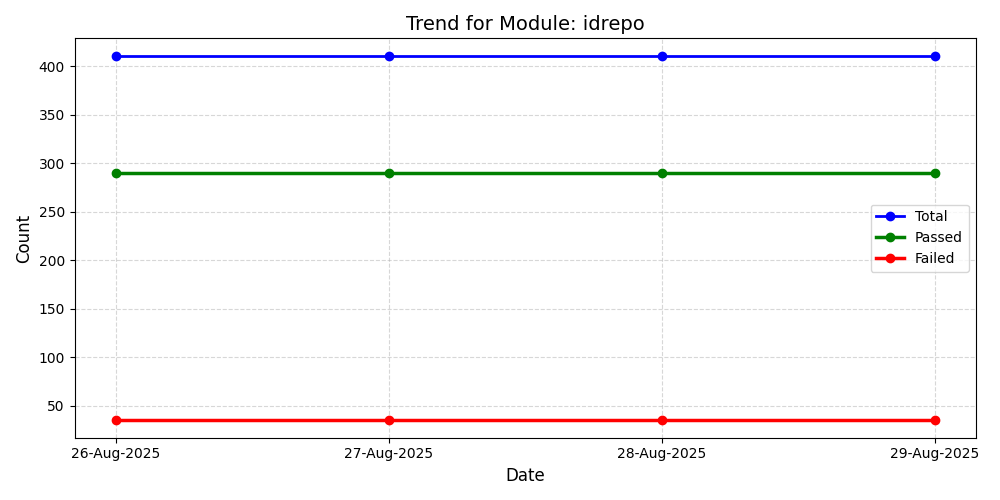 Trend for Module: idrepo
Count
400
350
300
250
200
150
100
50
Total
Passed
Failed
26-Aug-2025 27-Aug-2025 28-Aug-2025 29-Aug-2025
Date